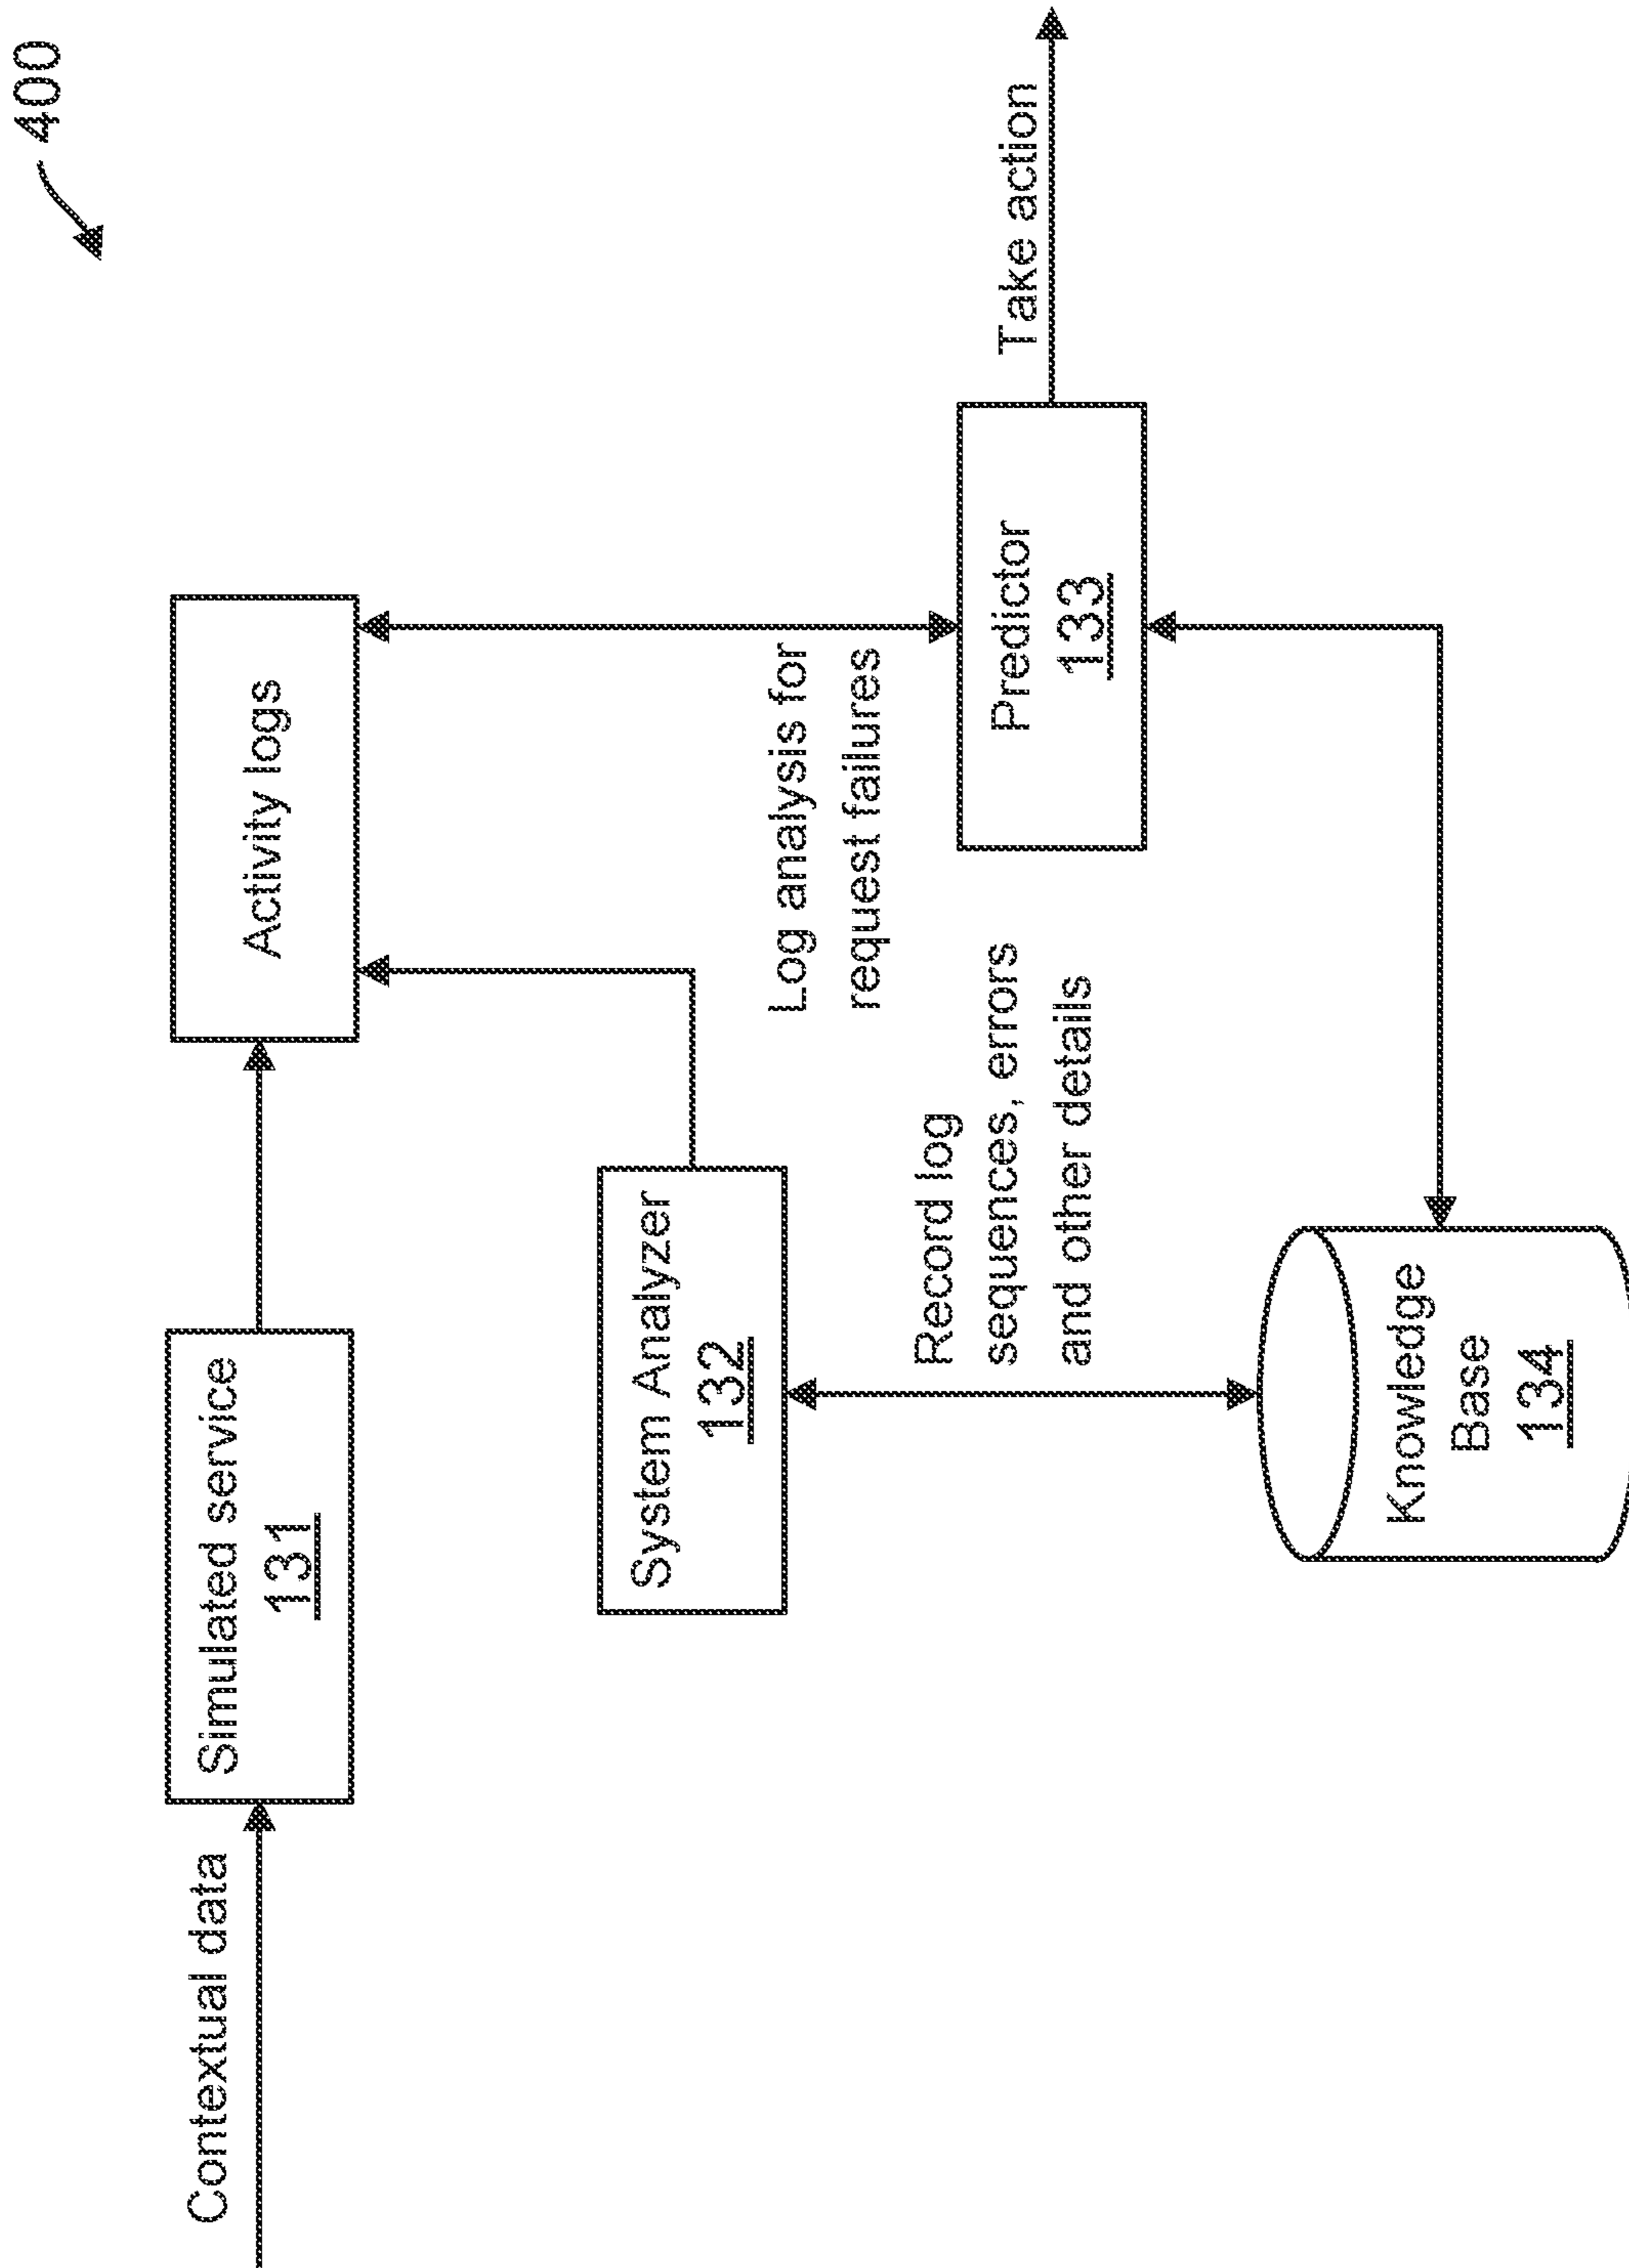 400
Contextual data
Simulated service
131
Activity logs
System Analyzer
132
Log analysis for
request failures
Record log
sequences, errors
and other details
Predictor
133
Take action
Knowledge
Base
134